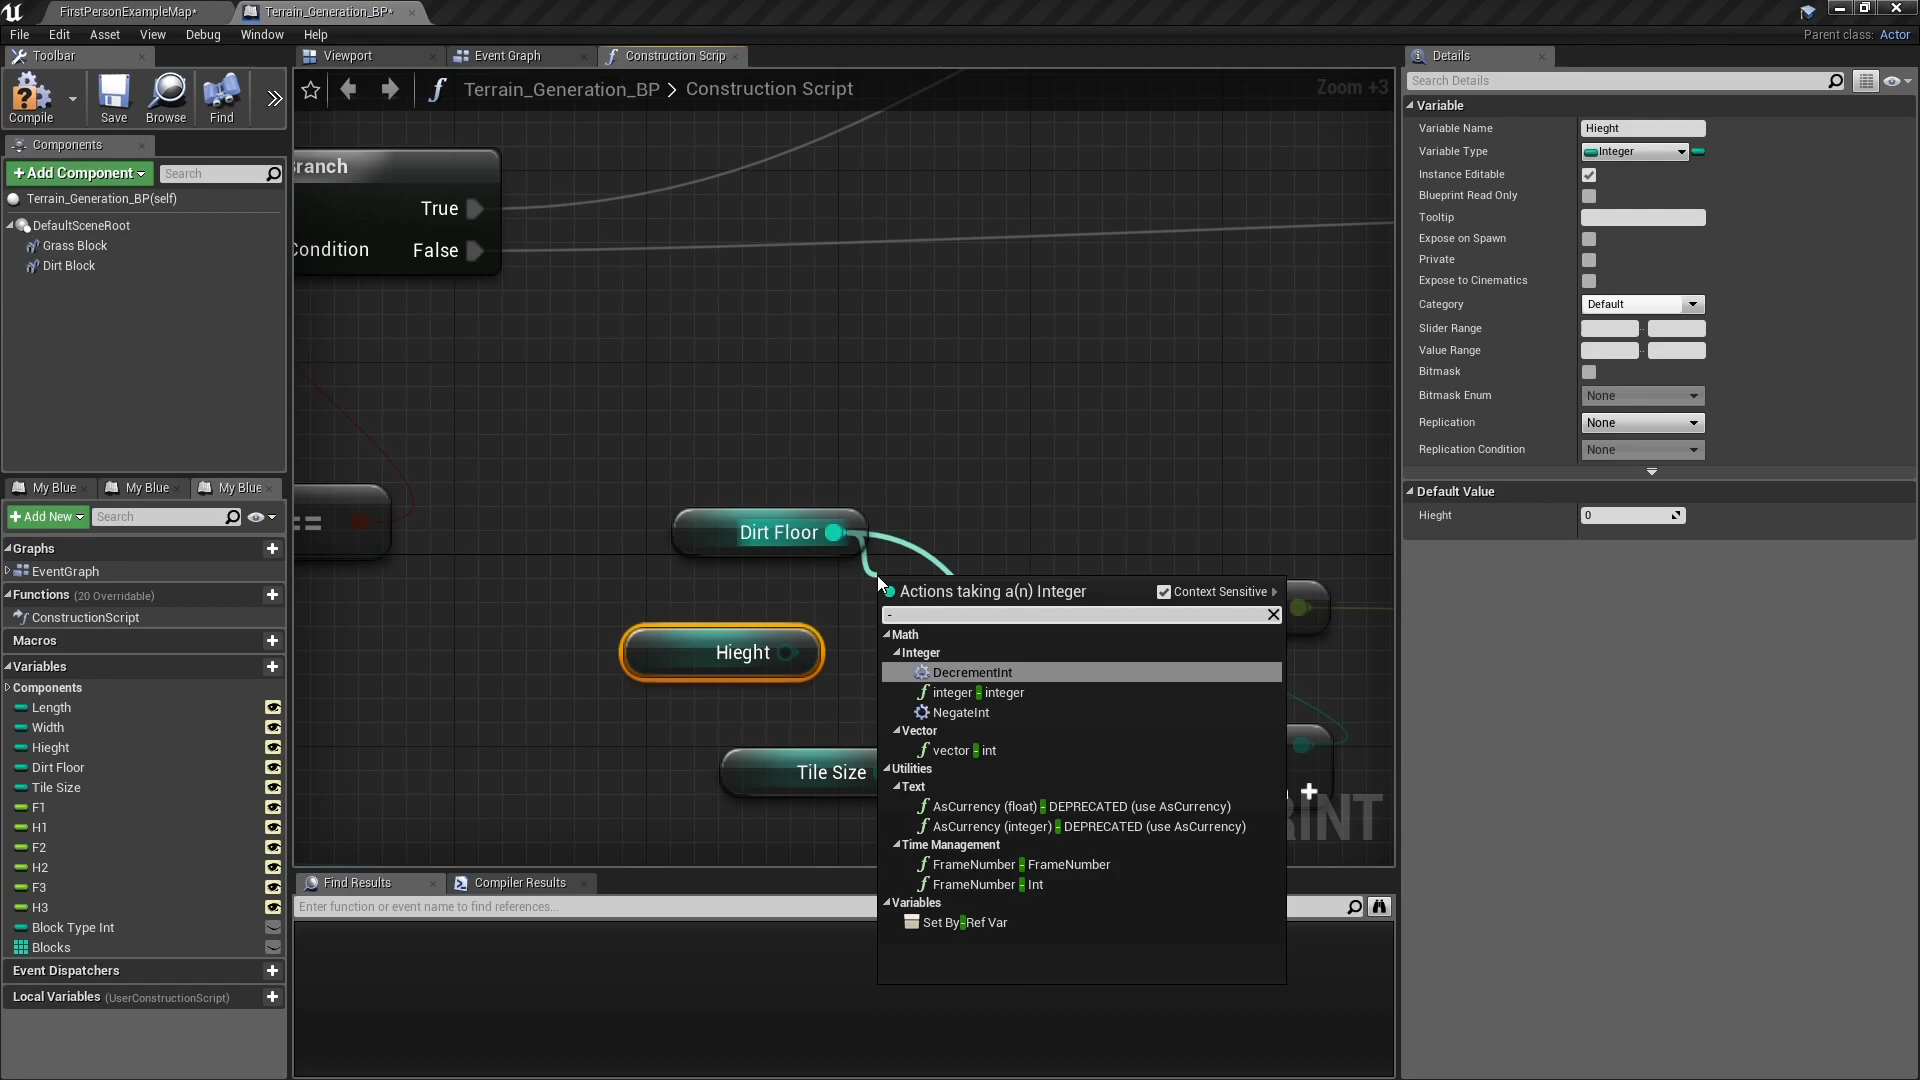 FirstPersonExampleMap*
Terrain_Generation_BP*
File Edit Asset View Debug Window Help
Parent class: Actor
Toolbar
Compile Save Browse Find
Components
+Add Component
Search
Terrain_Generation_BP(self)
DefaultSceneRoot
Grass Block
Dirt Block
My Blue My Blue My Blue
+Add New
Search
Graphs
EventGraph
Functions (20 Overridable)
ConstructionScript
Macros
Variables
Components
Length
Width
Hieght
Dirt Floor
Tile Size
F1
H1
F2
H2
F3
H3
Block Type Int
Blocks
Event Dispatchers
Local Variables (UserConstructionScript)
Viewport
Event Graph
Construction Scrip
Terrain_Generation_BP > Construction Script
Zoom +3
Branch
True
Condition False
==
Dirt Floor
Hieght
Tile Size
Actions taking a(n) Integer
Context Sensitive
-
Math
Integer
DecrementInt
integer - integer
NegateInt
Vector
vector - int
Utilities
Text
AsCurrency (float) - DEPRECATED (use AsCurrency)
AsCurrency (integer) - DEPRECATED (use AsCurrency)
Time Management
FrameNumber - FrameNumber
FrameNumber - Int
Variables
Set By-Ref Var
Find Results
Compiler Results
Enter function or event name to find references...
Details
Search Details
Variable
Variable Name Hieght
Variable Type Integer
Instance Editable
Blueprint Read Only
Tooltip
Expose on Spawn
Private
Expose to Cinematics
Category Default
Slider Range
Value Range
Bitmask
Bitmask Enum None
Replication None
Replication Condition None
Default Value
Hieght 0